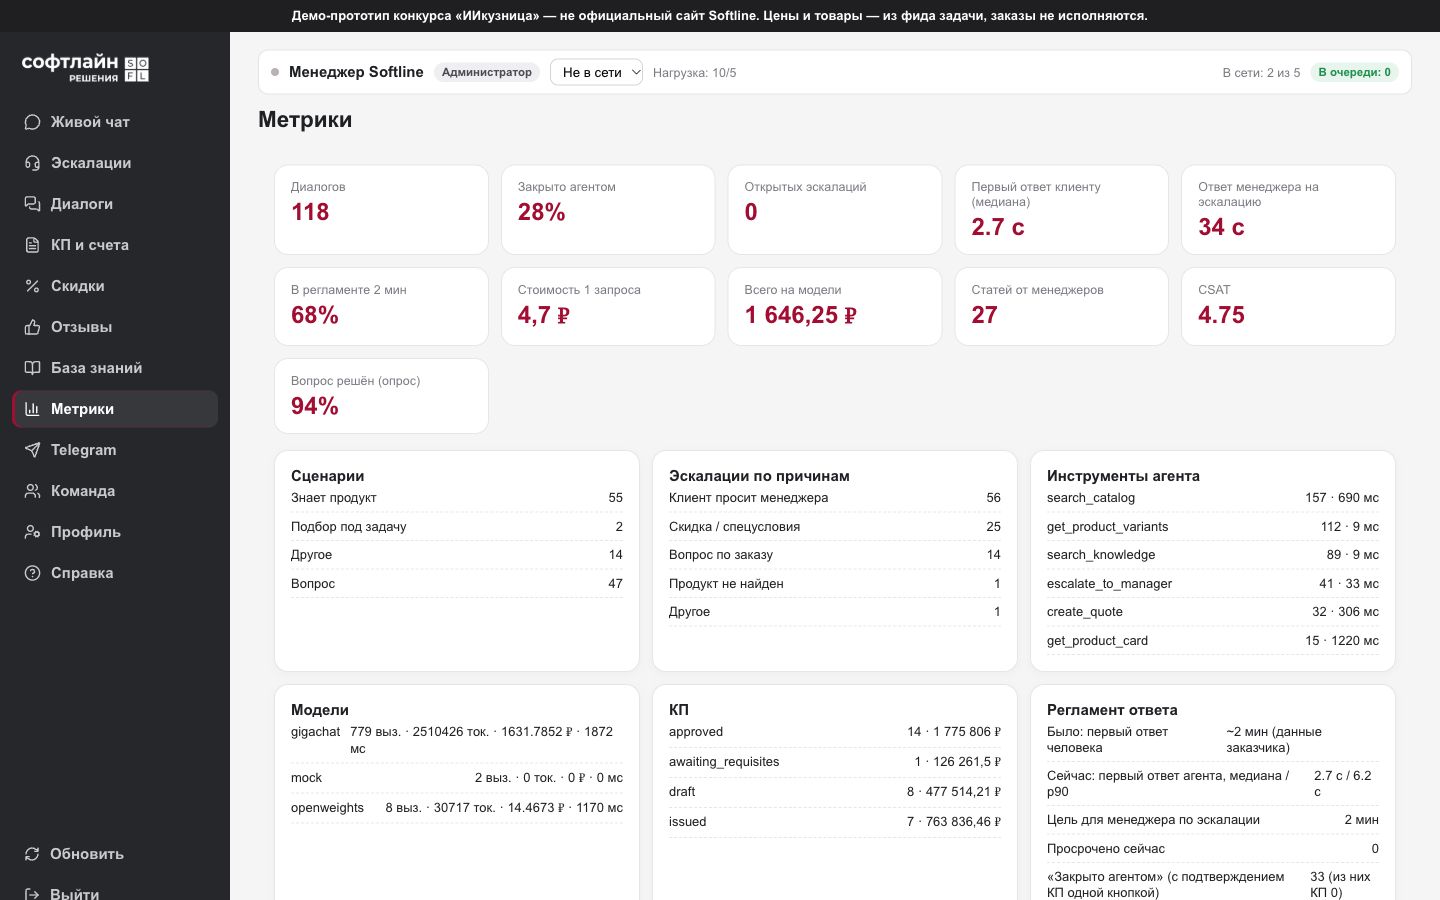 Демо-прототип конкурса «ИИкузница» — не официальный сайт Softline. Цены и товары — из фида задачи, заказы не исполняются.
софтлайн
РЕШЕНИЯ
SO
FL
Живой чат
Эскалации
Диалоги
КП и счета
Скидки
Отзывы
База знаний
Метрики
Telegram
Команда
Профиль
Справка
Обновить
Выйти
Менеджер Softline
Администратор
Не в сети
Нагрузка: 10/5
В сети: 2 из 5
В очереди: 0
Метрики
Диалогов
118
Закрыто агентом
28%
Открытых эскалаций
0
Первый ответ клиенту
(медиана)
2.7 с
Ответ менеджера на
эскалацию
34 с
В регламенте 2 мин
68%
Стоимость 1 запроса
4,7 ₽
Всего на модели
1 646,25 ₽
Статей от менеджеров
27
CSAT
4.75
Вопрос решён (опрос)
94%
Сценарии
Знает продукт 55
Подбор под задачу 2
Другое 14
Вопрос 47
Эскалации по причинам
Клиент просит менеджера 56
Скидка / спецусловия 25
Вопрос по заказу 14
Продукт не найден 1
Другое 1
Инструменты агента
search_catalog 157 · 690 мс
get_product_variants 112 · 9 мс
search_knowledge 89 · 9 мс
escalate_to_manager 41 · 33 мс
create_quote 32 · 306 мс
get_product_card 15 · 1220 мс
Модели
gigachat 779 выз. · 2510426 ток. · 1631.7852 ₽ · 1872
мс
mock 2 выз. · 0 ток. · 0 ₽ · 0 мс
openweights 8 выз. · 30717 ток. · 14.4673 ₽ · 1170 мс
КП
approved 14 · 1 775 806 ₽
awaiting_requisites 1 · 126 261,5 ₽
draft 8 · 477 514,21 ₽
issued 7 · 763 836,46 ₽
Регламент ответа
Было: первый ответ ~2 мин (данные
человека заказчика)
Сейчас: первый ответ агента, медиана / 2.7 с / 6.2
p90 с
Цель для менеджера по эскалации 2 мин
Просрочено сейчас 0
«Закрыто агентом» (с подтверждением 33 (из них
КП одной кнопкой) КП 0)